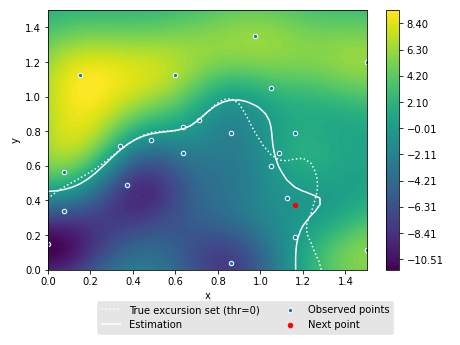 1.4
1.2
1.0
0.8
0.6
0.4
0.2
0.0
y
0.0 0.2 0.4 0.6 0.8 1.0 1.2 1.4
x
8.40
6.30
4.20
2.10
−0.01
−2.11
−4.21
−6.31
−8.41
−10.51
True excursion set (thr=0)
Estimation
Observed points
Next point